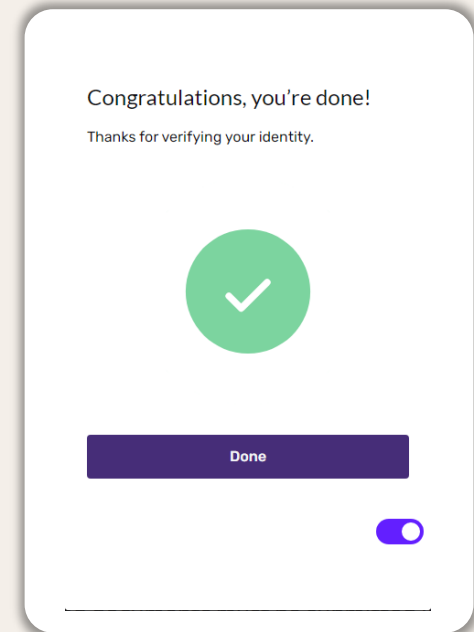 Congratulations, you’re done!
Thanks for verifying your identity.
Done